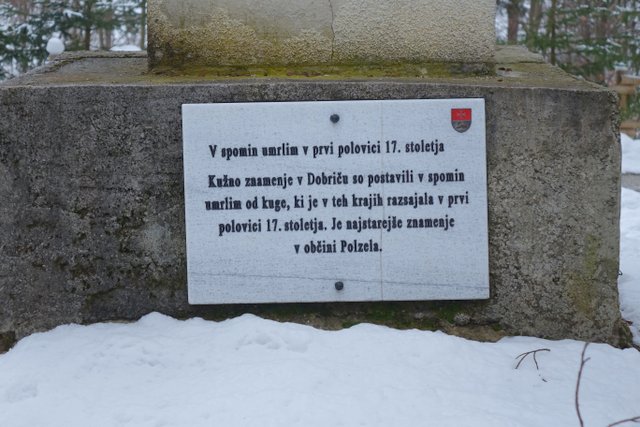 V spomin umrlim v prvi polovici 17. stoletja
Kužno znamenje v Dobriču so postavili v spomin
umrlim od kuge, ki je v teh krajih razsajala v prvi
polovici 17. stoletja. Je najstarejše znamenje
v občini Polzela.